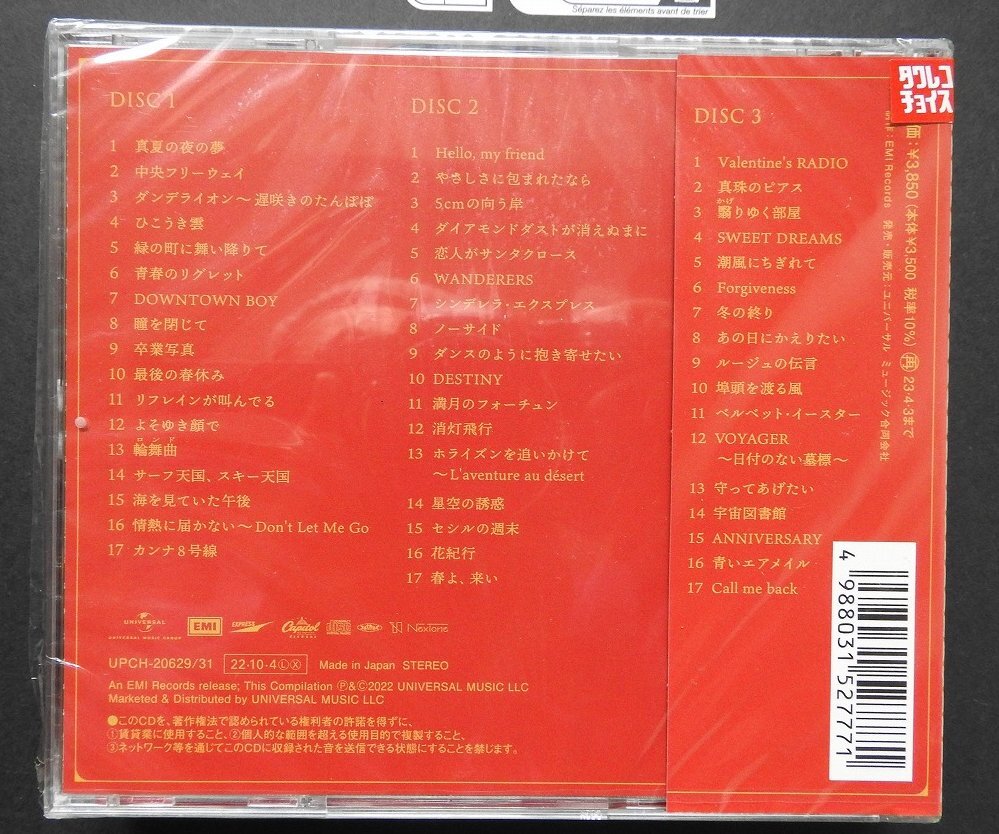 Séparez les éléments avant de trier
DISC 1
1 真夏の夜の夢
2 中央フリーウェイ
3 ダンデライオン〜遅咲きのたんぽぽ
4 ひこうき雲
5 緑の町に舞い降りて
6 青春のリグレット
7 DOWNTOWN BOY
8 瞳を閉じて
9 卒業写真
10 最後の春休み
11 リフレインが叫んでる
12 よそゆき顔で
ロンド
13 輪舞曲
14 サーフ天国、スキー天国
15 海を見ていた午後
16 情熱に届かない〜Don't Let Me Go
17 カンナ8号線
DISC 2
1 Hello, my friend
2 やさしさに包まれたなら
3 5cmの向う岸
4 ダイアモンドダストが消えぬまに
5 恋人がサンタクロース
6 WANDERERS
7 シンデレラ・エクスプレス
8 ノーサイド
9 ダンスのように抱き寄せたい
10 DESTINY
11 満月のフォーチュン
12 消灯飛行
13 ホライズンを追いかけて
〜L'aventure au désert
14 星空の誘惑
15 セシルの週末
16 花紀行
17 春よ、来い
DISC 3
1 Valentine's RADIO
2 真珠のピアス
かげ
3 翳りゆく部屋
4 SWEET DREAMS
5 潮風にちぎれて
6 Forgiveness
7 冬の終り
8 あの日にかえりたい
9 ルージュの伝言
10 埠頭を渡る風
11 ベルベット・イースター
12 VOYAGER
〜日付のない墓標〜
13 守ってあげたい
14 宇宙図書館
15 ANNIVERSARY
16 青いエアメイル
17 Call me back
タワレコ
チョイス
価:¥3,850(本体¥3,500 税率10%)再 '23・4・3まで
:EMI Records 発売・販売元:ユニバーサル ミュージック合同会社
4 988031 527771
UNIVERSAL
UNIVERSAL MUSIC GROUP
EMI
EXPRESS
Capitol
RECORDS
Nextone
UPCH-20629/31 22・10・4 Ⓛ Ⓧ Made in Japan STEREO
An EMI Records release; This Compilation Ⓟ&Ⓒ2022 UNIVERSAL MUSIC LLC
Marketed & Distributed by UNIVERSAL MUSIC LLC
●このCDを、著作権法で認められている権利者の許諾を得ずに、
①賃貸業に使用すること、②個人的な範囲を超える使用目的で複製すること、
③ネットワーク等を通じてこのCDに収録された音を送信できる状態にすることを禁じます。